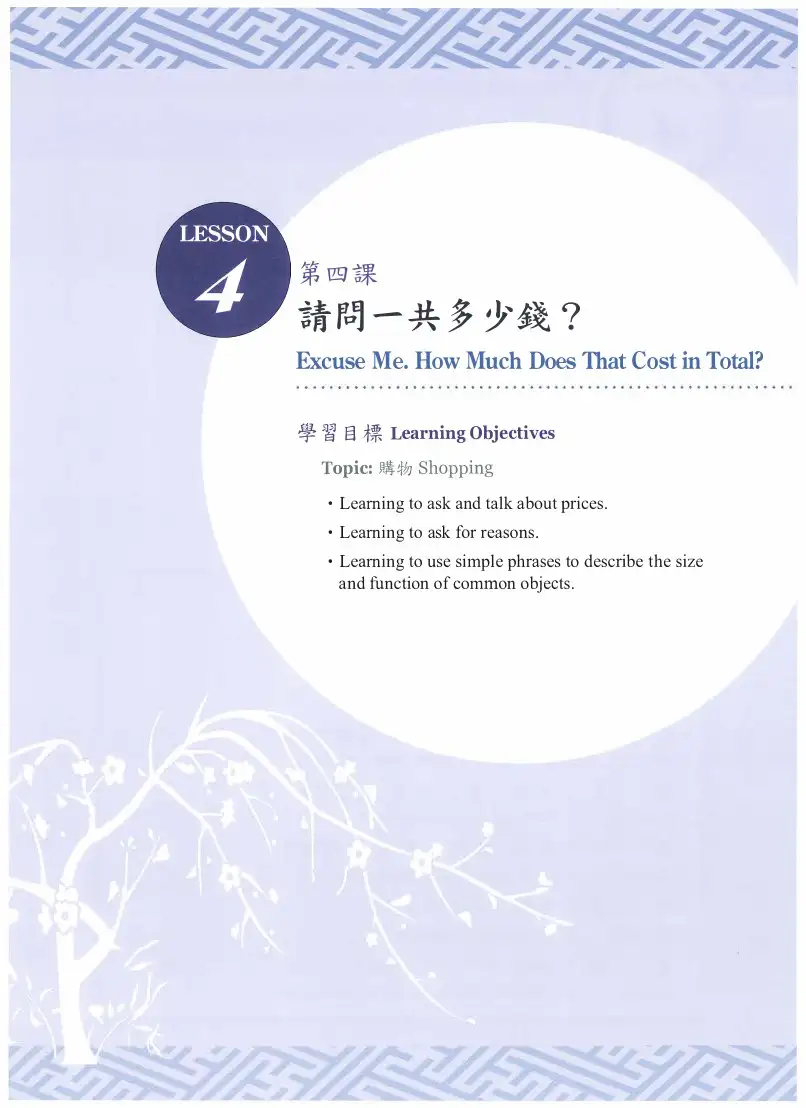 LESSON
4
第四課
請問一共多少錢？
Excuse Me. How Much Does That Cost in Total?
學習目標 Learning Objectives
Topic: 購物 Shopping
・Learning to ask and talk about prices.
・Learning to ask for reasons.
・Learning to use simple phrases to describe the size
and function of common objects.